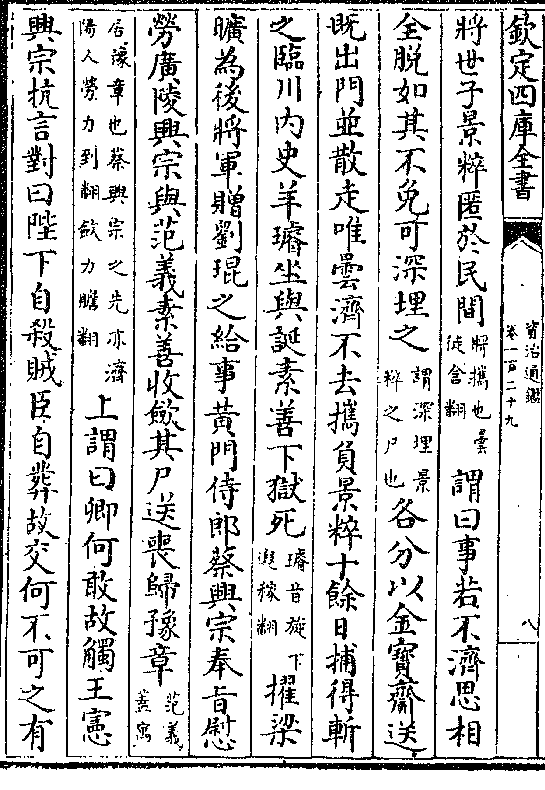 欽定四庫全書
資治通鑑
卷一百二十九
八
將世子景粹匿於民間將攜也曇徒含翻謂曰事若不濟思相
全脱如其不免可深埋之謂深埋景粹之尸也各分以金寶齎送
既出門並散走唯曇濟不去攜負景粹十餘日捕得斬
之臨川内史羊璿坐與誕素善下獄死璿音旋下遐稼翻擢梁
曠為後將軍贈劉琨之給事黄門侍郎蔡興宗奉旨慰
勞廣陵興宗與范義素善收斂其尸送喪歸豫章范義蓋寓
居豫章也蔡興宗之先亦濟陽人勞力到翻斂力贍翻上謂曰卿何敢故觸王憲
興宗抗言對曰陛下自殺賊臣自葬故交何不可之有